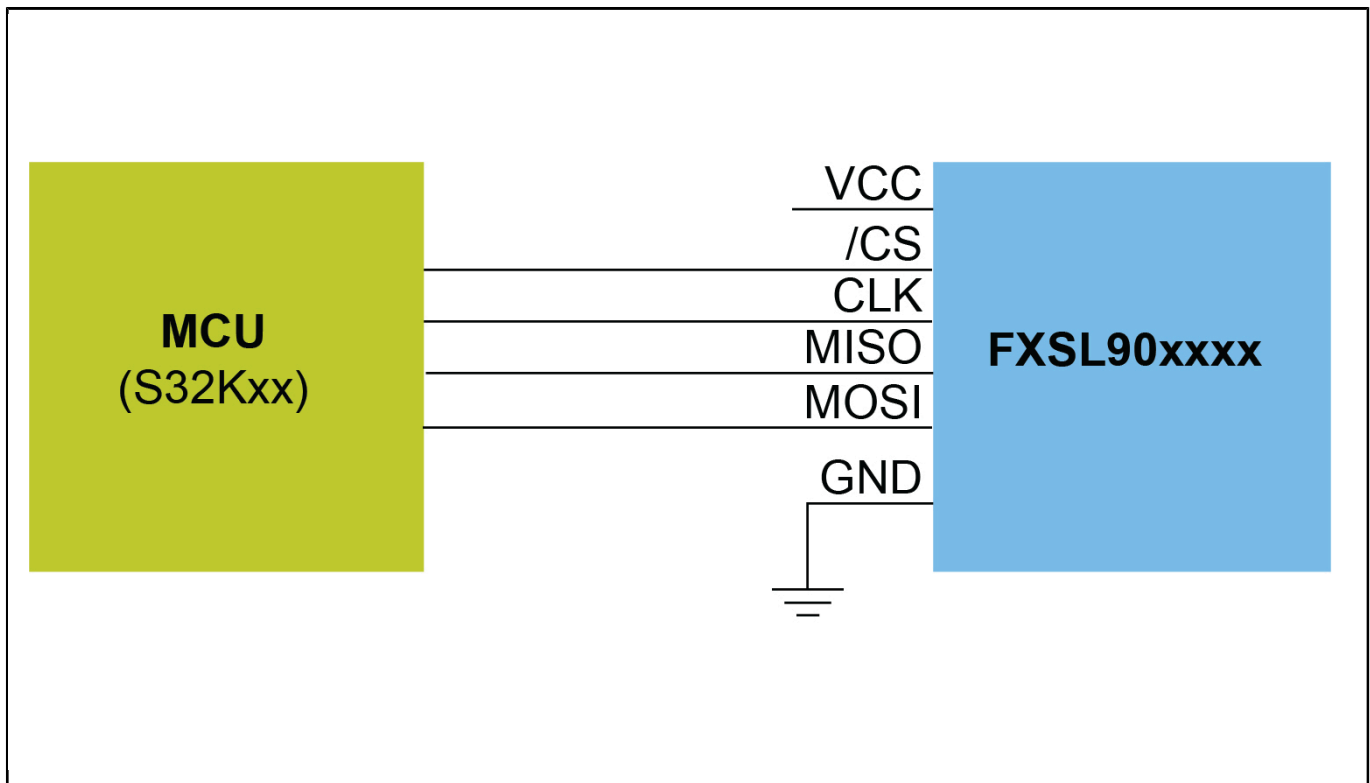 MCU
(S32Kxx)
VCC
/CS
CLK
MISO
MOSI
GND
FXSL90xxxx